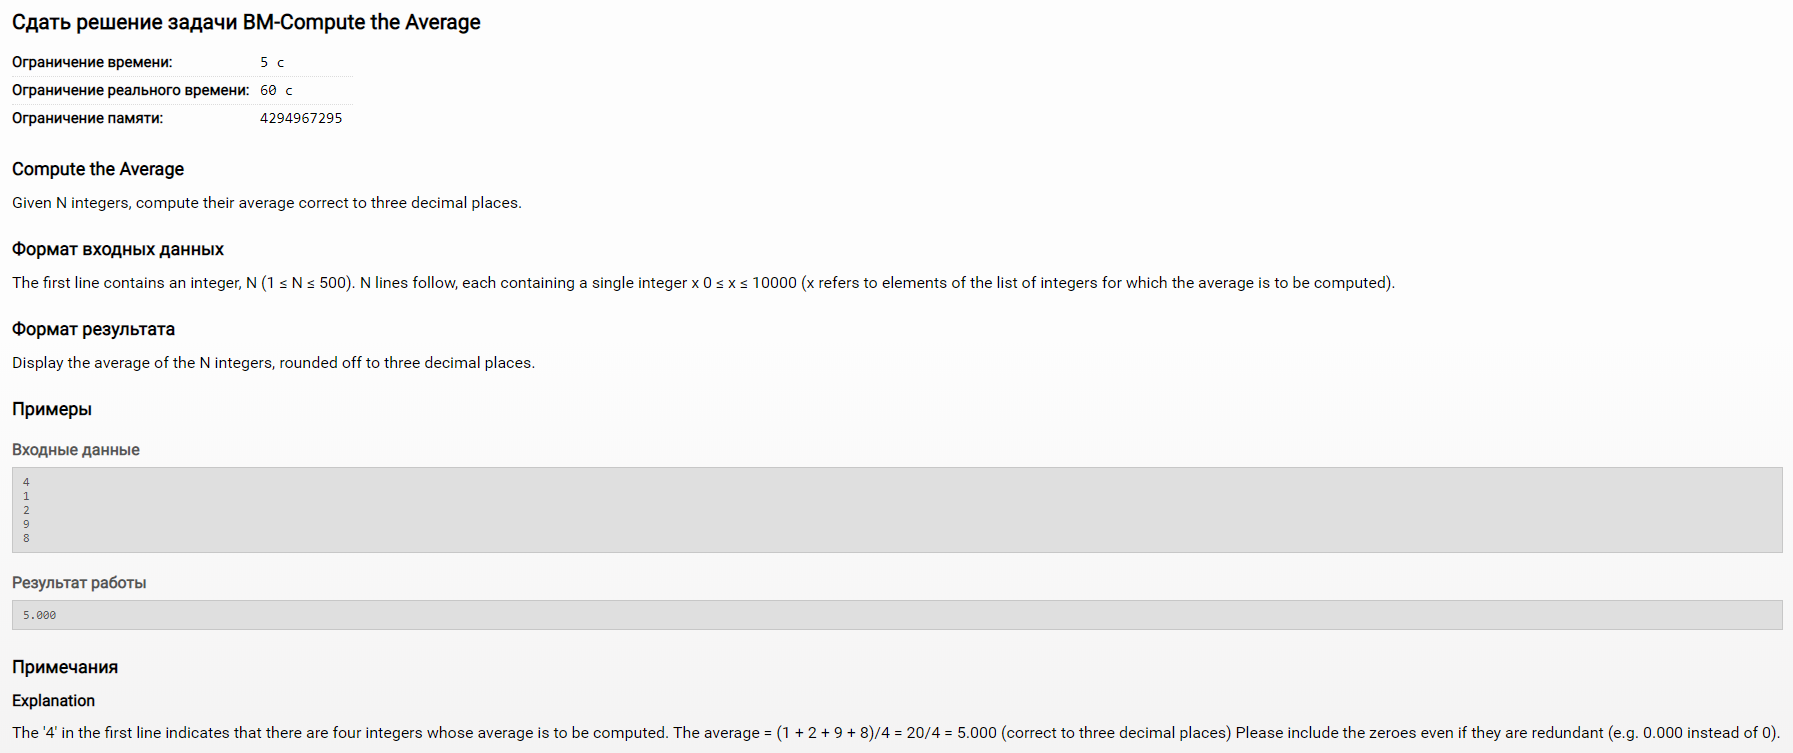 Сдать решение задачи BM-Compute the Average
Ограничение времени: 5 с
Ограничение реального времени: 60 с
Ограничение памяти: 4294967295
Compute the Average
Given N integers, compute their average correct to three decimal places.
Формат входных данных
The first line contains an integer, N (1 ≤ N ≤ 500). N lines follow, each containing a single integer x 0 ≤ x ≤ 10000 (x refers to elements of the list of integers for which the average is to be computed).
Формат результата
Display the average of the N integers, rounded off to three decimal places.
Примеры
Входные данные
4
1
2
9
8
Результат работы
5.000
Примечания
Explanation
The '4' in the first line indicates that there are four integers whose average is to be computed. The average = (1 + 2 + 9 + 8)/4 = 20/4 = 5.000 (correct to three decimal places) Please include the zeroes even if they are redundant (e.g. 0.000 instead of 0).